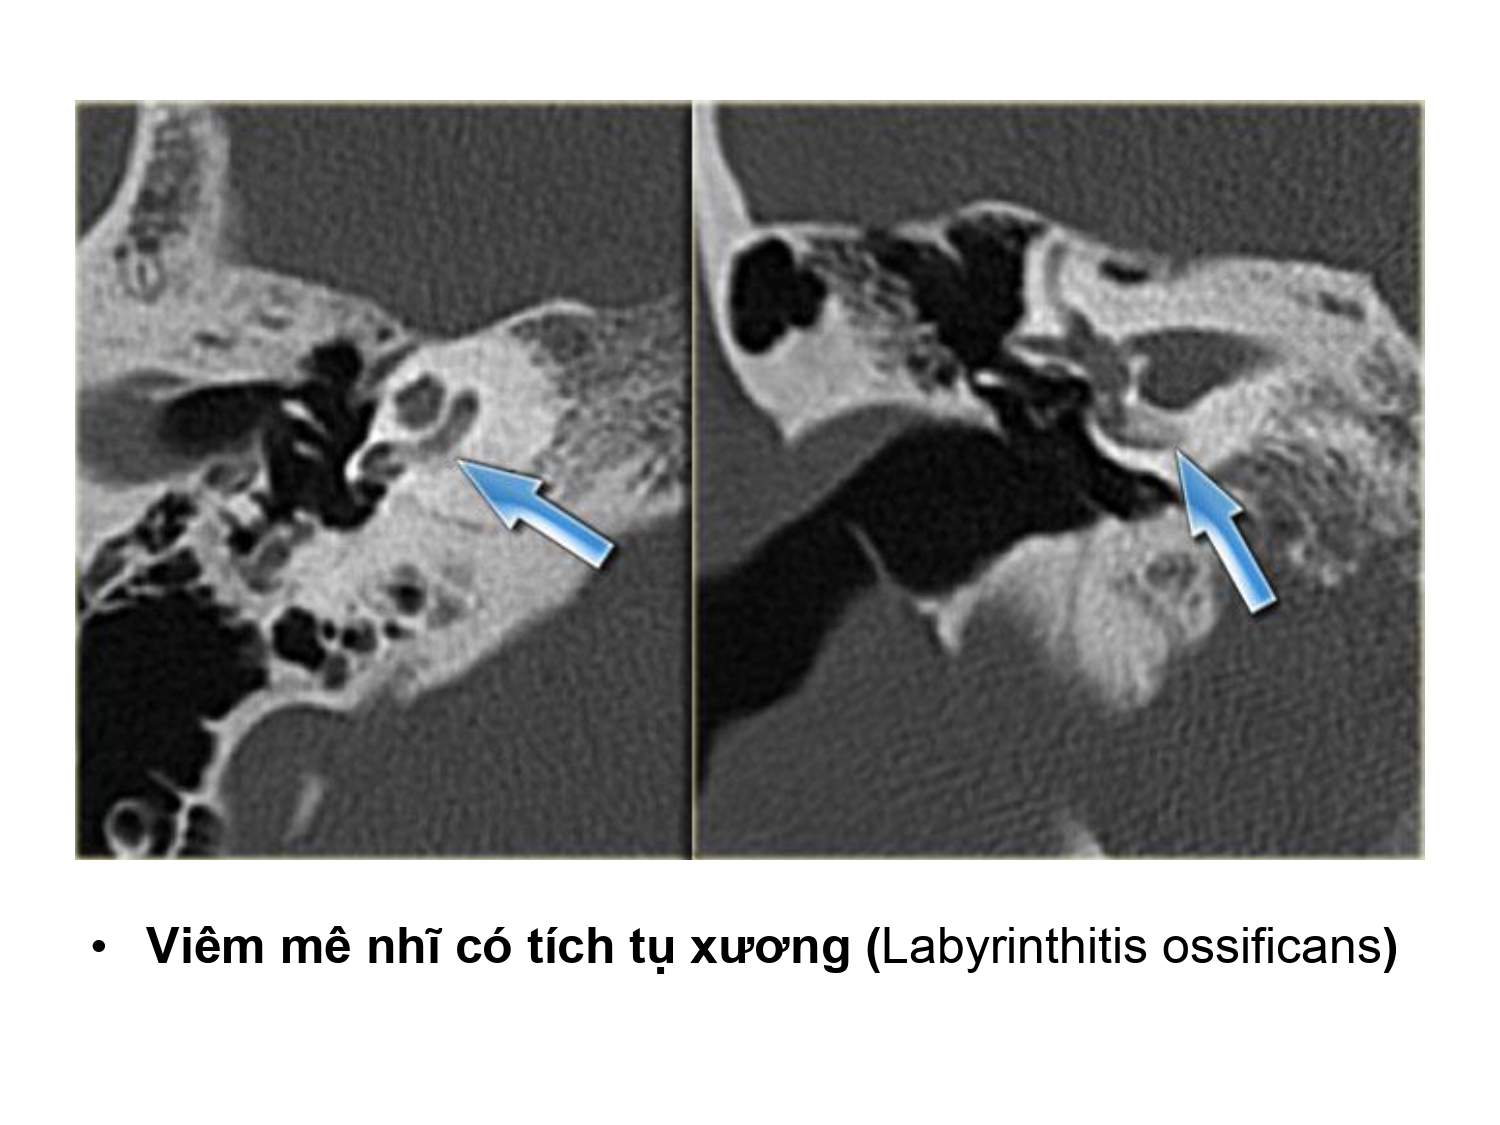 • Viêm mê nhĩ có tích tụ xương (Labyrinthitis ossificans)